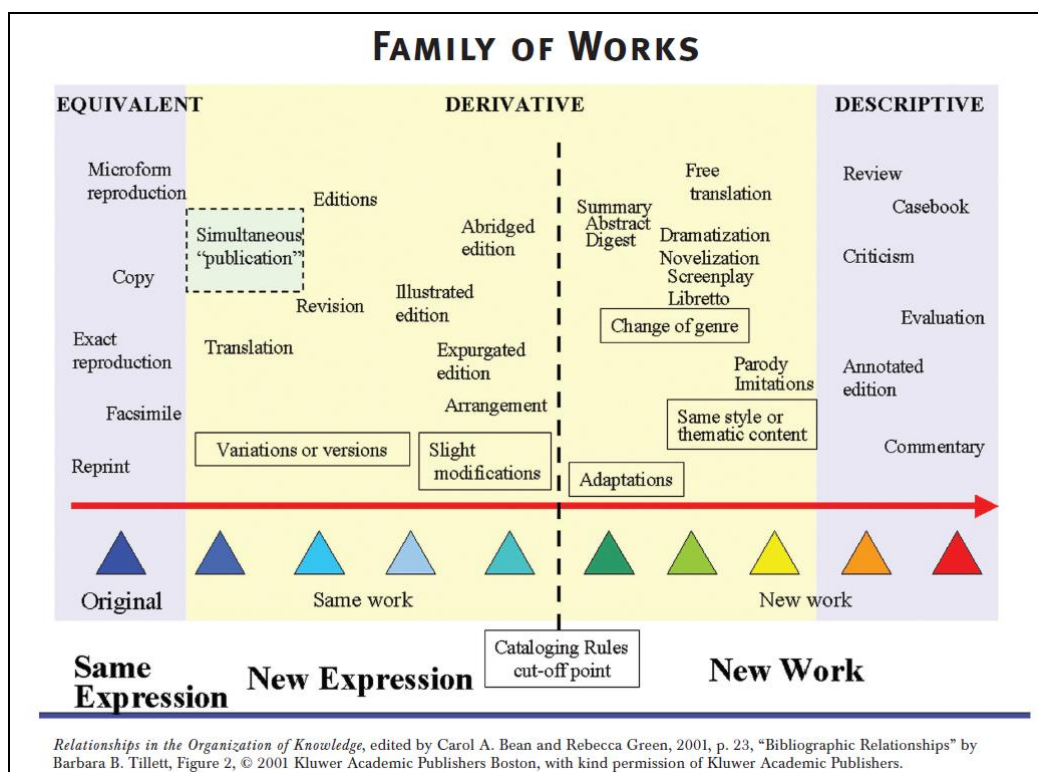 FAMILY OF WORKS
EQUIVALENT
DERIVATIVE
DESCRIPTIVE
Microform
reproduction
Copy
Exact
reproduction
Facsimile
Reprint
Simultaneous
"publication"
Editions
Revision
Translation
Illustrated
edition
Abridged
edition
Expurgated
edition
Arrangement
Variations or versions
Slight
modifications
Free
translation
Summary
Abstract
Digest
Dramatization
Novelization
Screenplay
Libretto
Change of genre
Parody
Imitations
Same style or
thematic content
Adaptations
Review
Casebook
Criticism
Evaluation
Annotated
edition
Commentary
Original
Same work
New work
Same
Expression
New Expression
Cataloging Rules
cut-off point
New Work
Relationships in the Organization of Knowledge, edited by Carol A. Bean and Rebecca Green, 2001, p. 23, "Bibliographic Relationships" by
Barbara B. Tillett, Figure 2, © 2001 Kluwer Academic Publishers Boston, with kind permission of Kluwer Academic Publishers.